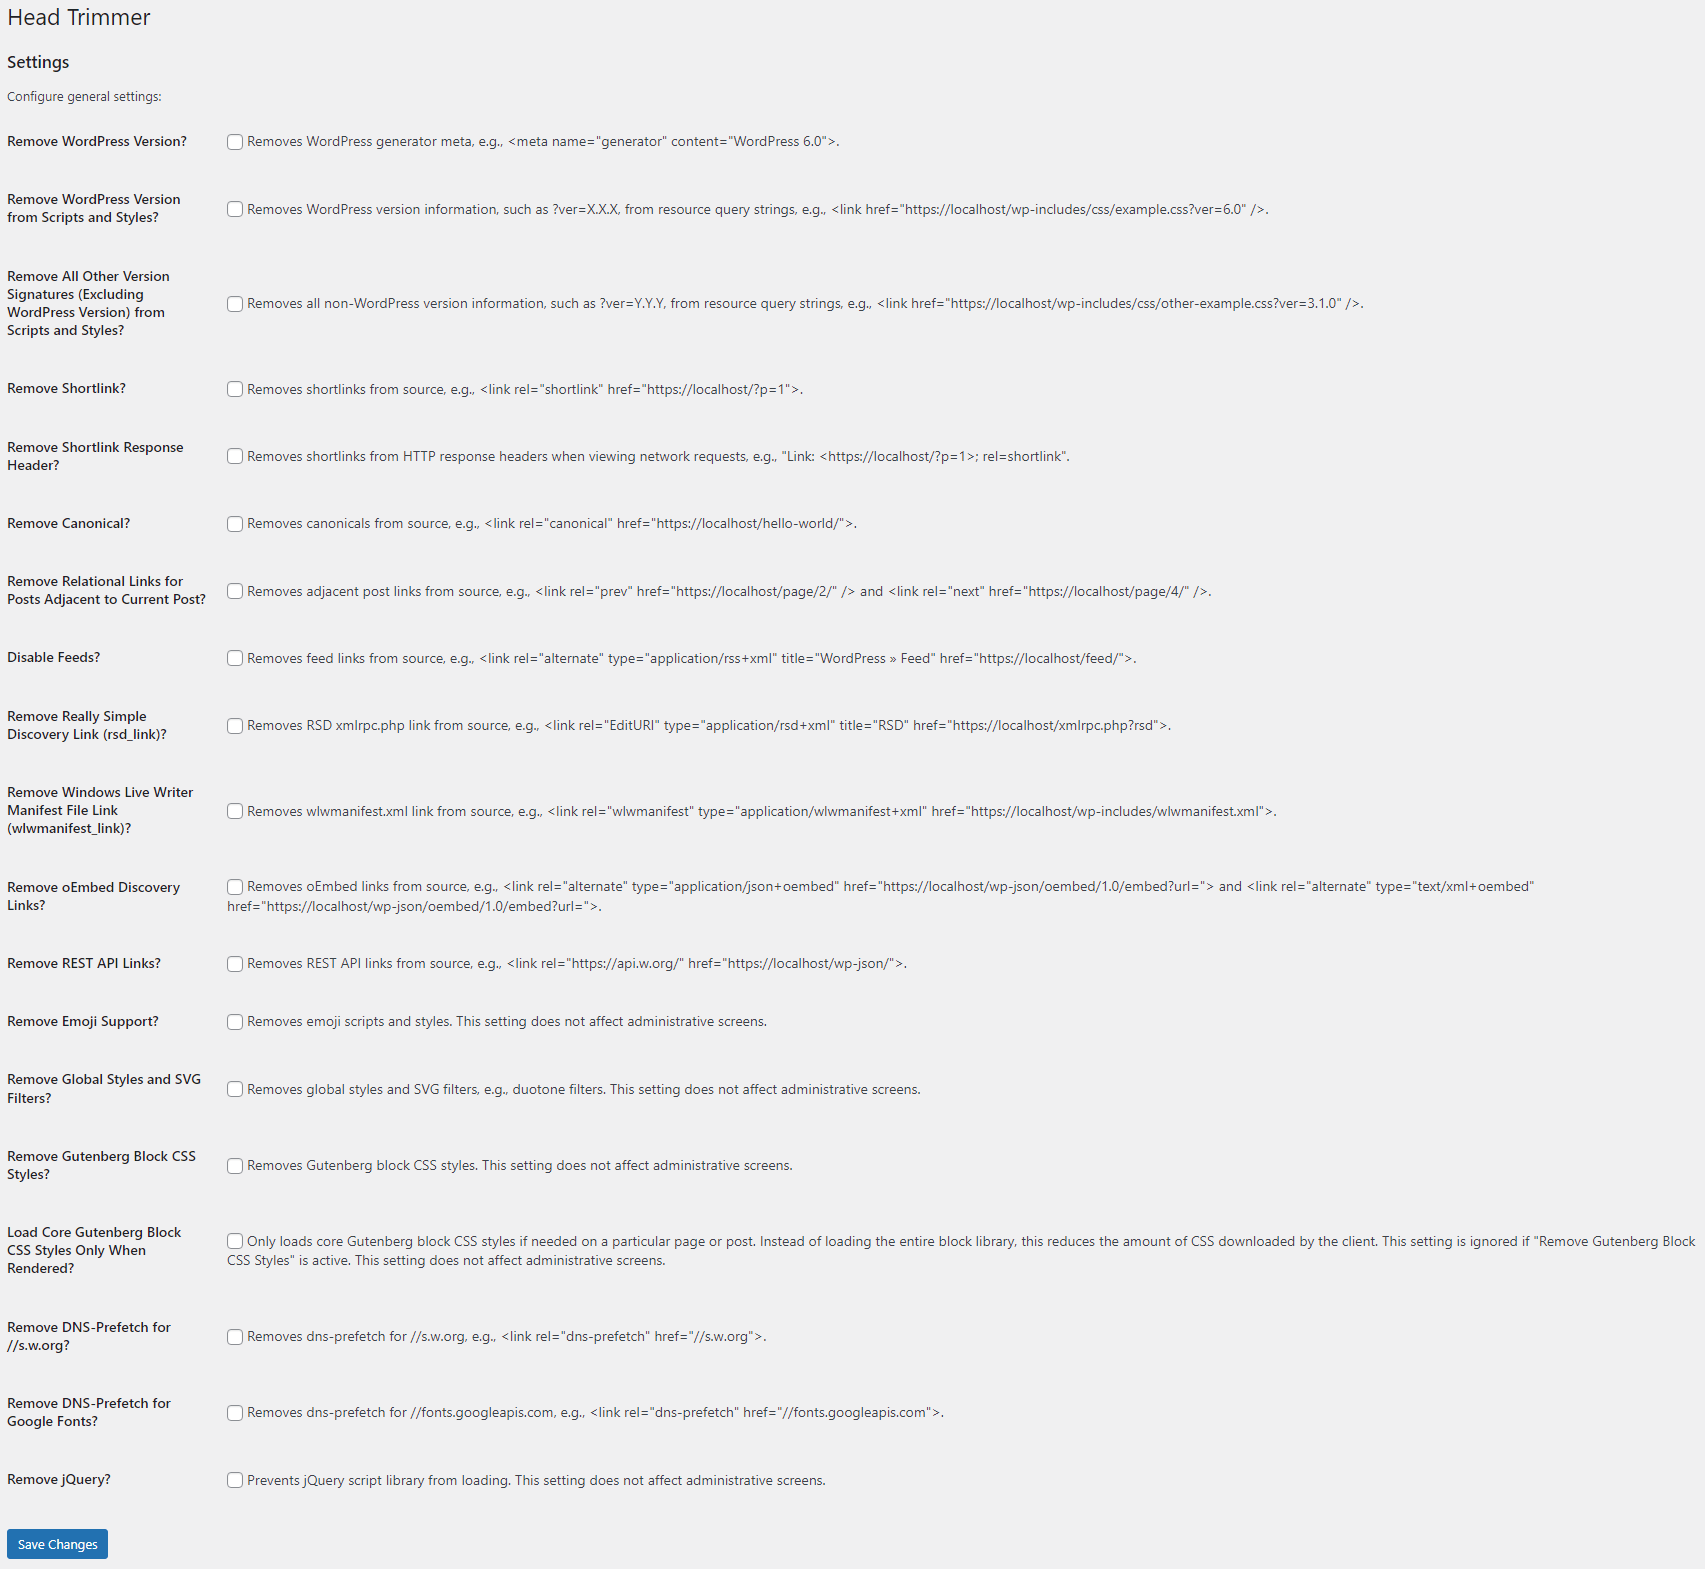 Head Trimmer
Settings
Configure general settings:
Remove WordPress Version?
Removes WordPress generator meta, e.g., <meta name="generator" content="WordPress 6.0">.
Remove WordPress Version
from Scripts and Styles?
Removes WordPress version information, such as ?ver=X.X.X, from resource query strings, e.g., <link href="https://localhost/wp-includes/css/example.css?ver=6.0" />.
Remove All Other Version
Signatures (Excluding
WordPress Version) from
Scripts and Styles?
Removes all non-WordPress version information, such as ?ver=Y.Y.Y, from resource query strings, e.g., <link href="https://localhost/wp-includes/css/other-example.css?ver=3.1.0" />.
Remove Shortlink?
Removes shortlinks from source, e.g., <link rel="shortlink" href="https://localhost/?p=1">.
Remove Shortlink Response
Header?
Removes shortlinks from HTTP response headers when viewing network requests, e.g., "Link: <https://localhost/?p=1>; rel=shortlink".
Remove Canonical?
Removes canonicals from source, e.g., <link rel="canonical" href="https://localhost/hello-world/">.
Remove Relational Links for
Posts Adjacent to Current Post?
Removes adjacent post links from source, e.g., <link rel="prev" href="https://localhost/page/2/" /> and <link rel="next" href="https://localhost/page/4/" />.
Disable Feeds?
Removes feed links from source, e.g., <link rel="alternate" type="application/rss+xml" title="WordPress » Feed" href="https://localhost/feed/">.
Remove Really Simple
Discovery Link (rsd_link)?
Removes RSD xmlrpc.php link from source, e.g., <link rel="EditURI" type="application/rsd+xml" title="RSD" href="https://localhost/xmlrpc.php?rsd">.
Remove Windows Live Writer
Manifest File Link
(wlwmanifest_link)?
Removes wlwmanifest.xml link from source, e.g., <link rel="wlwmanifest" type="application/wlwmanifest+xml" href="https://localhost/wp-includes/wlwmanifest.xml">.
Remove oEmbed Discovery
Links?
Removes oEmbed links from source, e.g., <link rel="alternate" type="application/json+oembed" href="https://localhost/wp-json/oembed/1.0/embed?url="> and <link rel="alternate" type="text/xml+oembed"
href="https://localhost/wp-json/oembed/1.0/embed?url=">.
Remove REST API Links?
Removes REST API links from source, e.g., <link rel="https://api.w.org/" href="https://localhost/wp-json/">.
Remove Emoji Support?
Removes emoji scripts and styles. This setting does not affect administrative screens.
Remove Global Styles and SVG
Filters?
Removes global styles and SVG filters, e.g., duotone filters. This setting does not affect administrative screens.
Remove Gutenberg Block CSS
Styles?
Removes Gutenberg block CSS styles. This setting does not affect administrative screens.
Load Core Gutenberg Block
CSS Styles Only When
Rendered?
Only loads core Gutenberg block CSS styles if needed on a particular page or post. Instead of loading the entire block library, this reduces the amount of CSS downloaded by the client. This setting is ignored if "Remove Gutenberg Block
CSS Styles" is active. This setting does not affect administrative screens.
Remove DNS-Prefetch for
//s.w.org?
Removes dns-prefetch for //s.w.org, e.g., <link rel="dns-prefetch" href="//s.w.org">.
Remove DNS-Prefetch for
Google Fonts?
Removes dns-prefetch for //fonts.googleapis.com, e.g., <link rel="dns-prefetch" href="//fonts.googleapis.com">.
Remove jQuery?
Prevents jQuery script library from loading. This setting does not affect administrative screens.
Save Changes